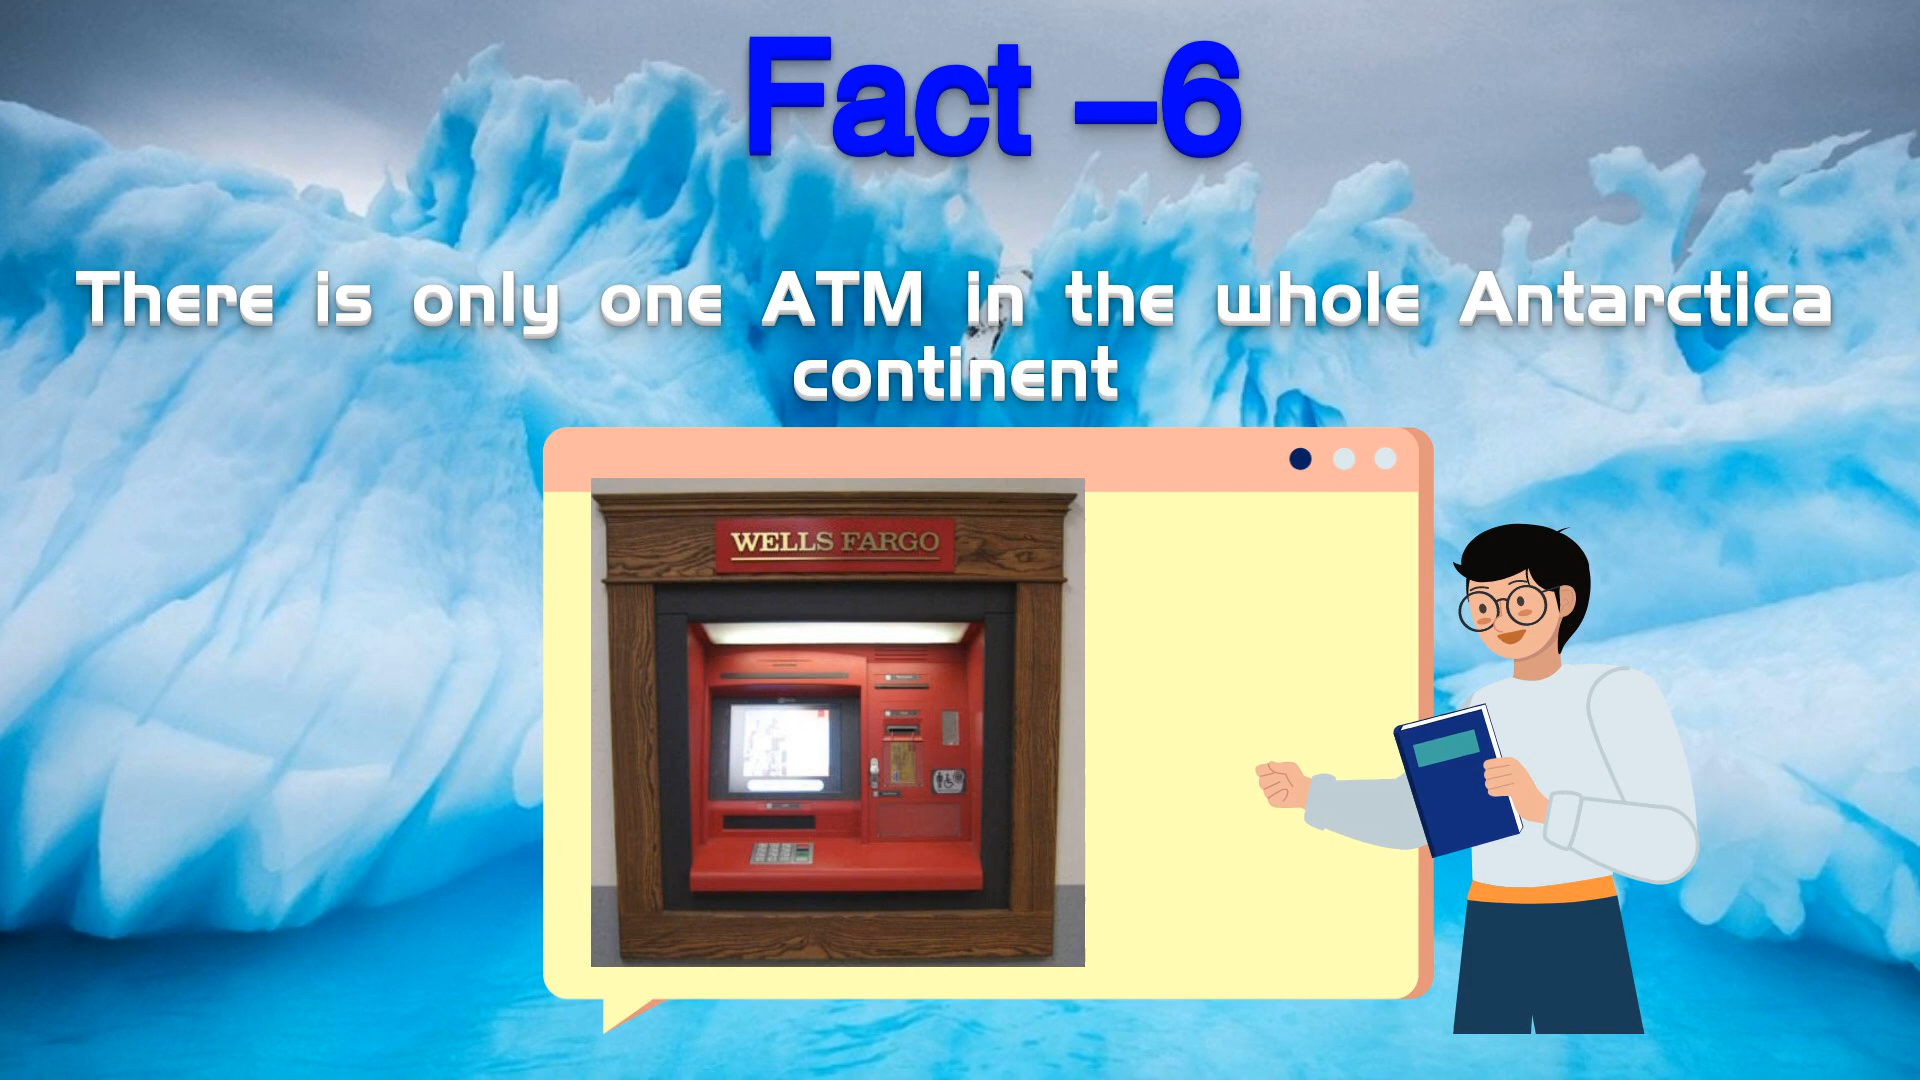 Fact –6
There is only one ATM in the whole Antarctica
continent
WELLS FARGO